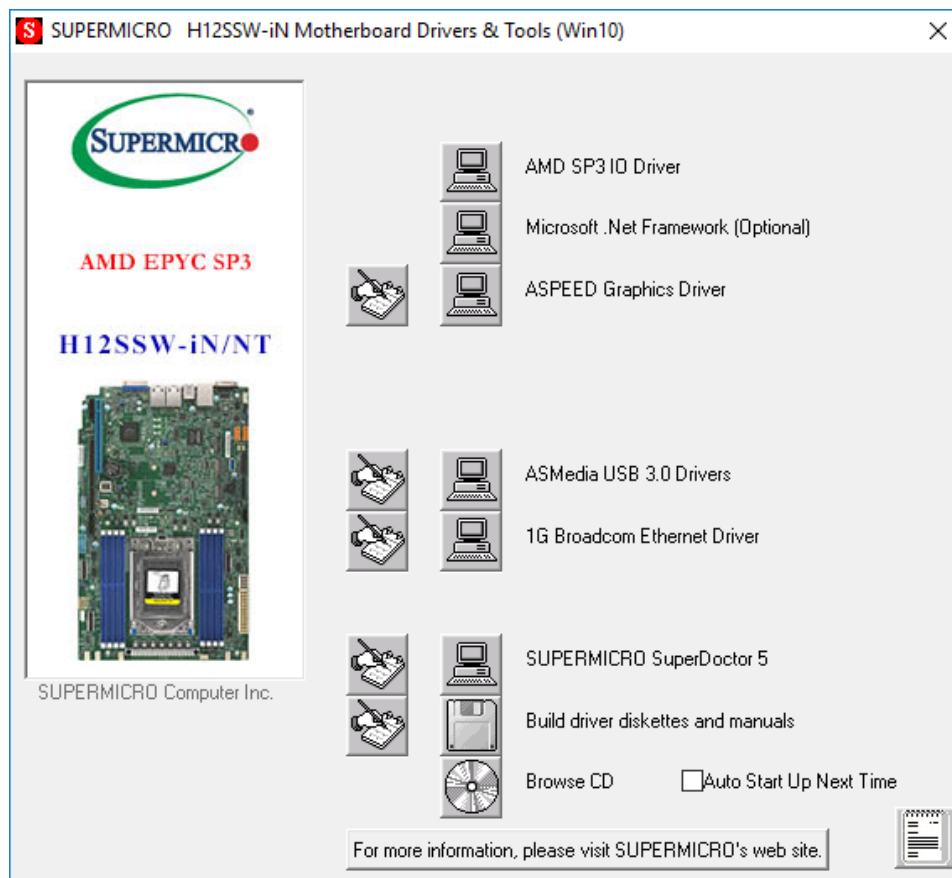 SUPERMICRO H12SSW-iN Motherboard Drivers & Tools (Win10)
SUPERMICRO
AMD EPYC SP3
H12SSW-iN/NT
SUPERMICRO Computer Inc.
AMD SP3 IO Driver
Microsoft .Net Framework (Optional)
ASPEED Graphics Driver
ASMedia USB 3.0 Drivers
1G Broadcom Ethernet Driver
SUPERMICRO SuperDoctor 5
Build driver diskettes and manuals
Browse CD
Auto Start Up Next Time
For more information, please visit SUPERMICRO's web site.